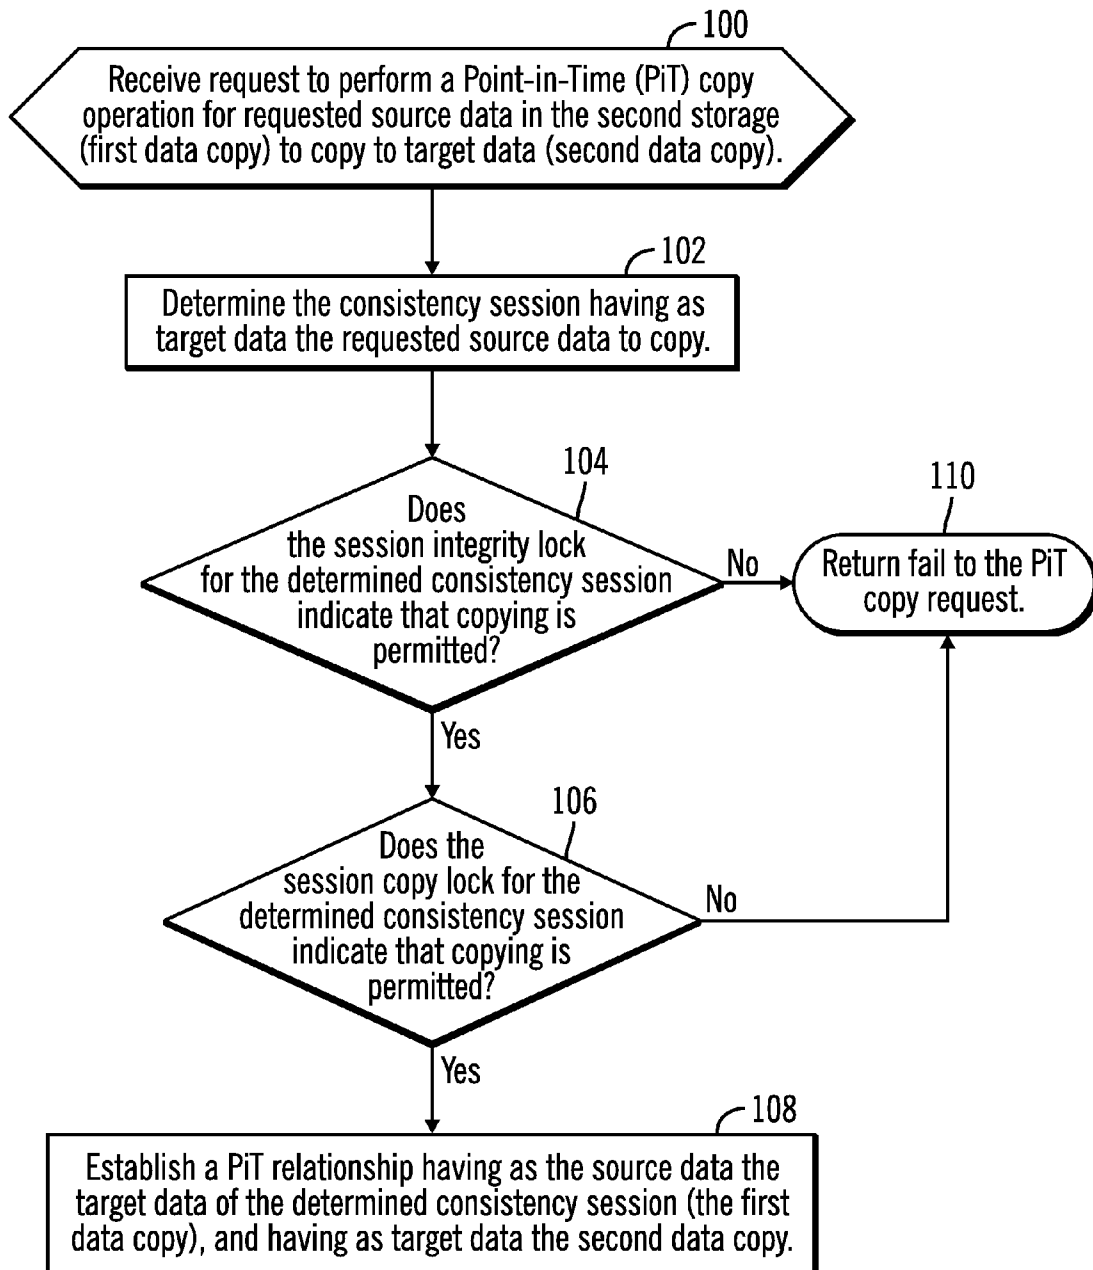 100
Receive request to perform a Point-in-Time (PiT) copy
operation for requested source data in the second storage
(first data copy) to copy to target data (second data copy).
102
Determine the consistency session having as
target data the requested source data to copy.
104
Does
the session integrity lock
for the determined consistency session
indicate that copying is
permitted?
No
110
Return fail to the PiT
copy request.
Yes
106
Does the
session copy lock for the
determined consistency session
indicate that copying is
permitted?
No
Yes
108
Establish a PiT relationship having as the source data the
target data of the determined consistency session (the first
data copy), and having as target data the second data copy.